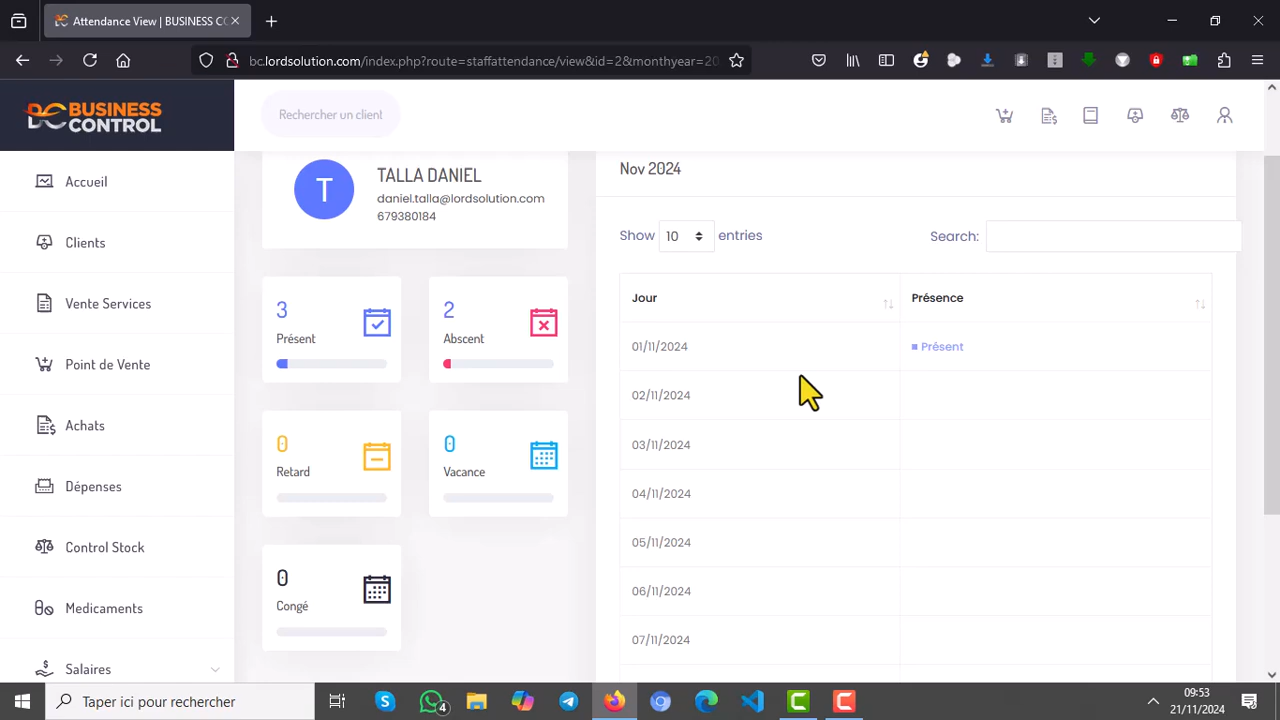 Attendance View | BUSINESS CO
bc.lordsolution.com/index.php?route=staffattendance/view&id=2&monthyear=20
BUSINESS
CONTROL
Rechercher un client
Accueil
Clients
Vente Services
Point de Vente
Achats
Dépenses
Control Stock
Medicaments
Salaires
T
TALLA DANIEL
daniel.talla@lordsolution.com
679380184
3
Présent
2
Abscent
0
Retard
0
Vacance
0
Congé
Nov 2024
Show 10 entries
Search:
Jour
Présence
01/11/2024
Présent
02/11/2024
03/11/2024
04/11/2024
05/11/2024
06/11/2024
07/11/2024
Taper ici pour rechercher
4
09:53
21/11/2024